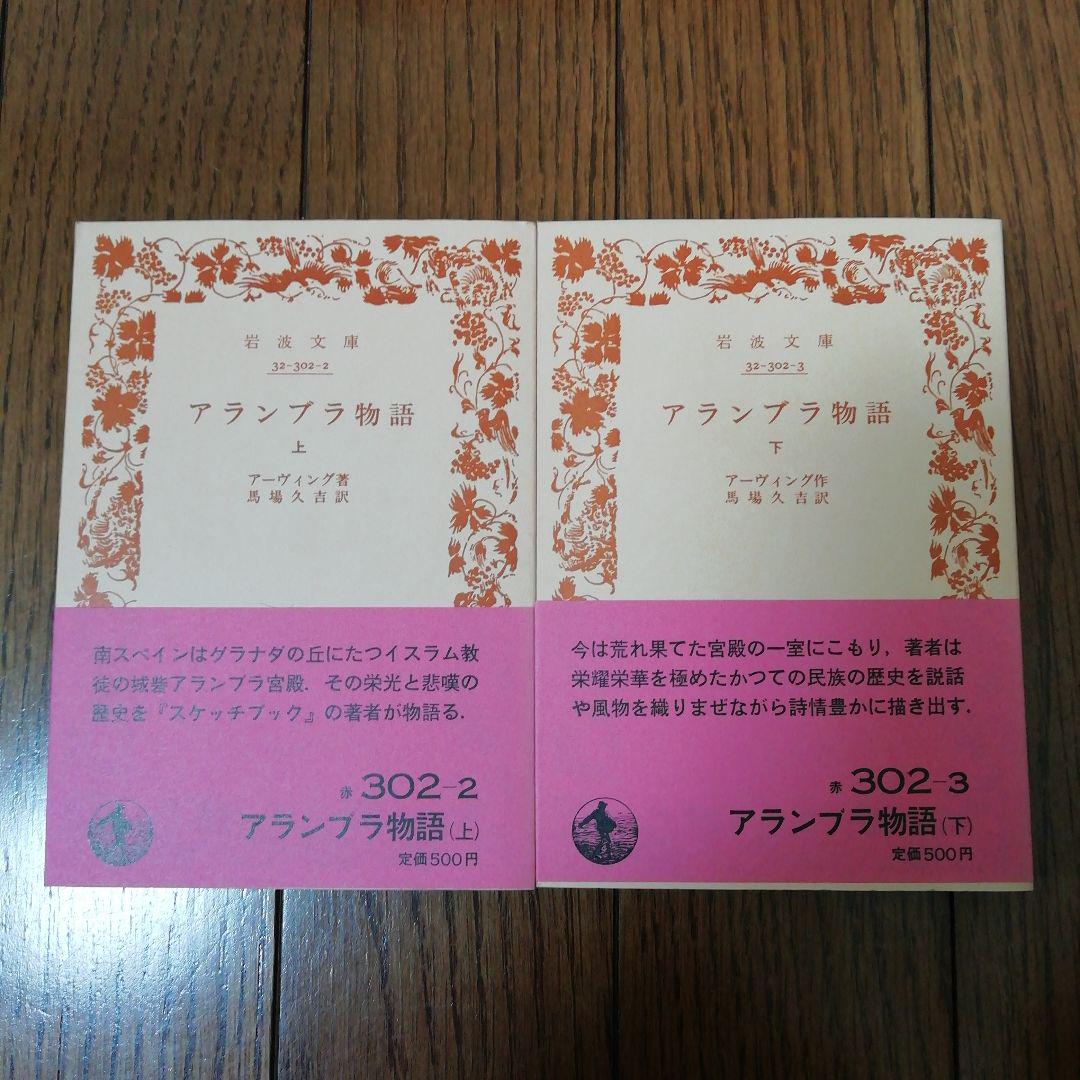 岩波文庫
32-302-2
アランブラ物語
上
アーヴィング著
馬場久吉訳
南スペインはグラナダの丘にたつイスラム教
徒の城砦アランブラ宮殿．その栄光と悲嘆の
歴史を『スケッチブック』の著者が物語る．
赤 302-2
アランブラ物語(上)
定価500円
岩波文庫
32-302-3
アランブラ物語
下
アーヴィング作
馬場久吉訳
今は荒れ果てた宮殿の一室にこもり，著者は
栄耀栄華を極めたかつての民族の歴史を説話
や風物を織りまぜながら詩情豊かに描き出す．
赤 302-3
アランブラ物語(下)
定価500円